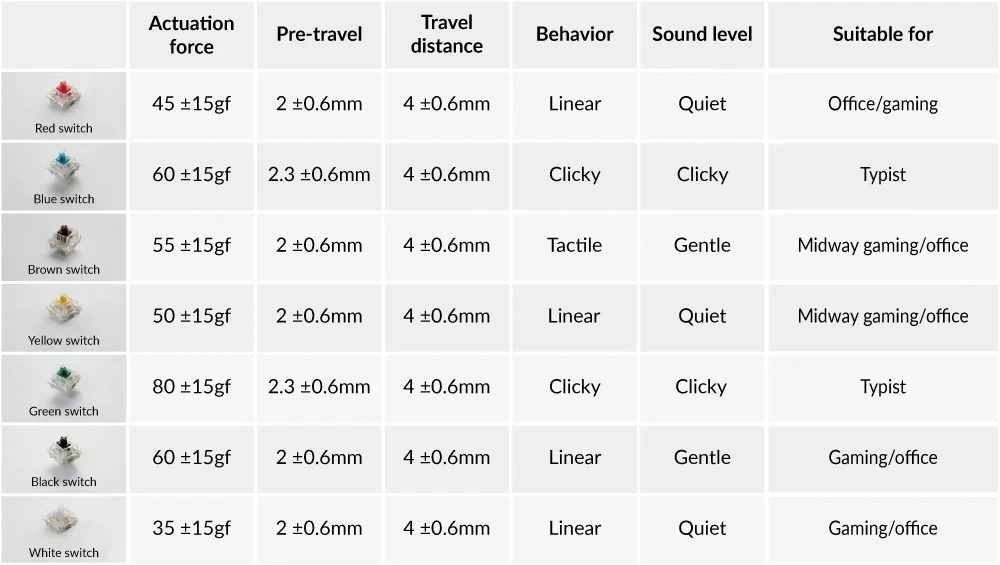 Actuation force Pre-travel Travel distance Behavior Sound level Suitable for
Red switch 45 ±15gf 2 ±0.6mm 4 ±0.6mm Linear Quiet Office/gaming
Blue switch 60 ±15gf 2.3 ±0.6mm 4 ±0.6mm Clicky Clicky Typist
Brown switch 55 ±15gf 2 ±0.6mm 4 ±0.6mm Tactile Gentle Midway gaming/office
Yellow switch 50 ±15gf 2 ±0.6mm 4 ±0.6mm Linear Quiet Midway gaming/office
Green switch 80 ±15gf 2.3 ±0.6mm 4 ±0.6mm Clicky Clicky Typist
Black switch 60 ±15gf 2 ±0.6mm 4 ±0.6mm Linear Gentle Gaming/office
White switch 35 ±15gf 2 ±0.6mm 4 ±0.6mm Linear Quiet Gaming/office